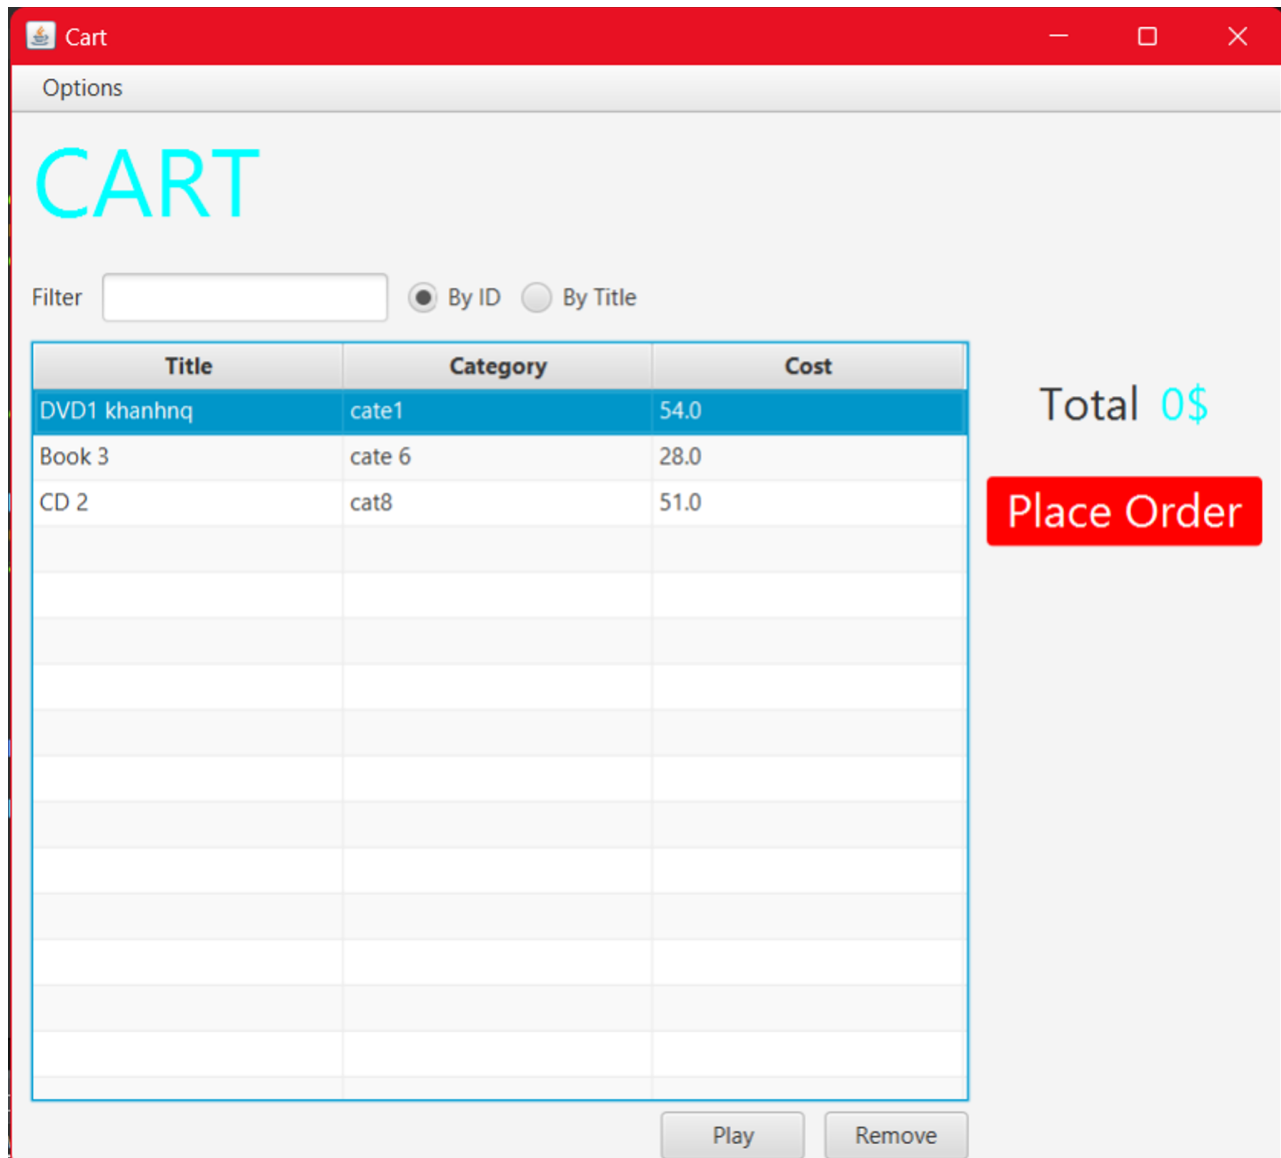 Cart
Options
CART
Filter By ID By Title
Title Category Cost
DVD1 khanhnq cate1 54.0
Book 3 cate 6 28.0
CD 2 cat8 51.0
Total 0$
Place Order
Play Remove